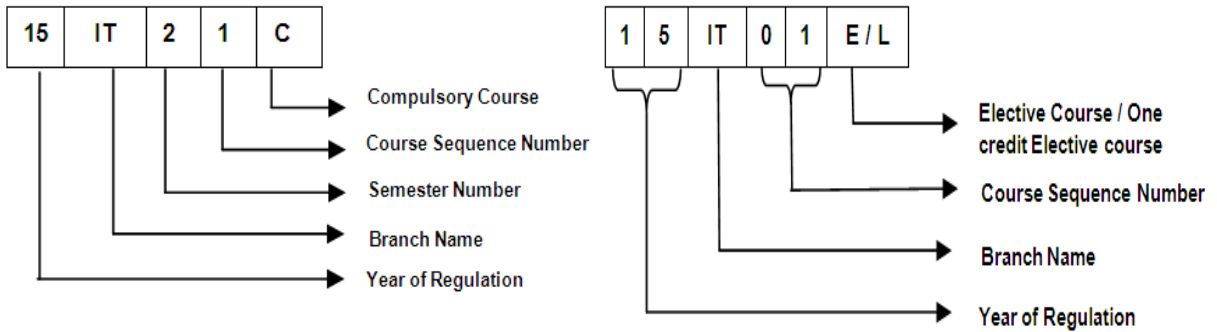 15 IT 2 1 C
Compulsory Course
Course Sequence Number
Semester Number
Branch Name
Year of Regulation
1 5 IT 0 1 E / L
Elective Course / One
credit Elective course
Course Sequence Number
Branch Name
Year of Regulation